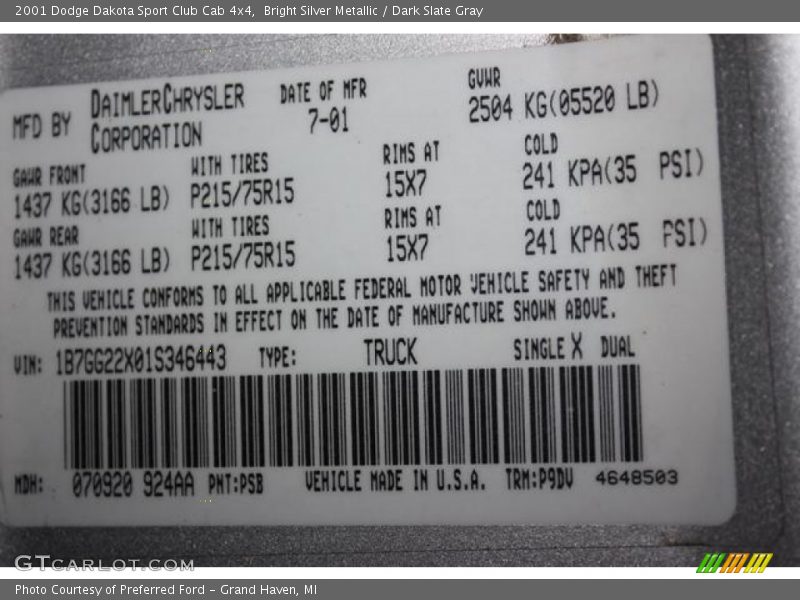 2001 Dodge Dakota Sport Club Cab 4x4,  Bright Silver Metallic / Dark Slate Gray
MFD BY DAIMLERCHRYSLER CORPORATION DATE OF MFR 7-01 GVWR 2504 KG(05520 LB)
GAWR FRONT WITH TIRES RIMS AT COLD
1437 KG(3166 LB) P215/75R15 15X7 241 KPA(35 PSI)
GAWR REAR WITH TIRES RIMS AT COLD
1437 KG(3166 LB) P215/75R15 15X7 241 KPA(35 PSI)
THIS VEHICLE CONFORMS TO ALL APPLICABLE FEDERAL MOTOR VEHICLE SAFETY AND THEFT
PREVENTION STANDARDS IN EFFECT ON THE DATE OF MANUFACTURE SHOWN ABOVE.
VIN: 1B7GG22X01S346443 TYPE: TRUCK SINGLE X DUAL
MDH: 070920 924AA PNT:PSB VEHICLE MADE IN U.S.A. TRM:P9DV 4648503
GTCARLOT.COM
Photo Courtesy of Preferred Ford - Grand Haven, MI